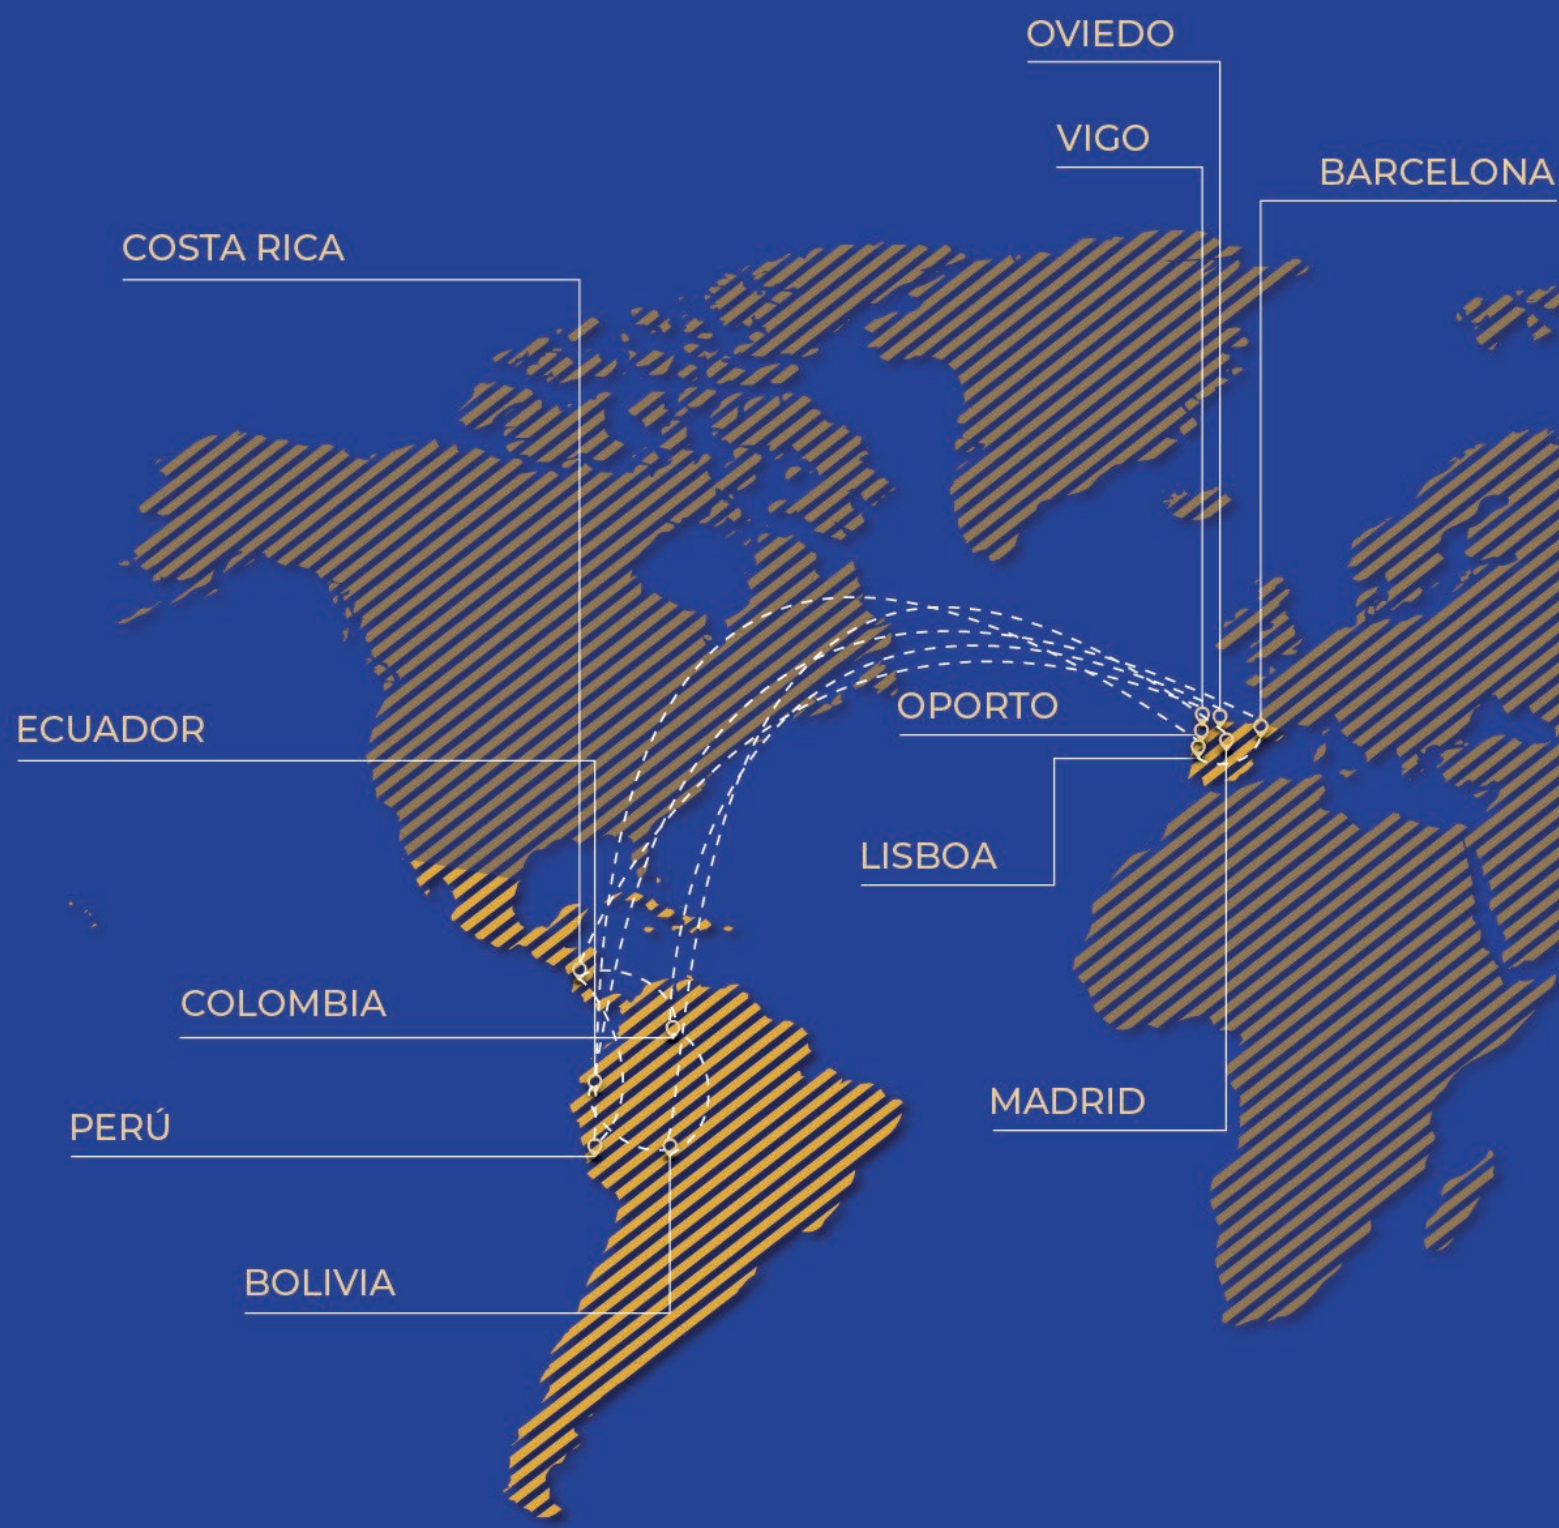 OVIEDO
VIGO
BARCELONA
COSTA RICA
OPORTO
ECUADOR
LISBOA
COLOMBIA
MADRID
PERÚ
BOLIVIA